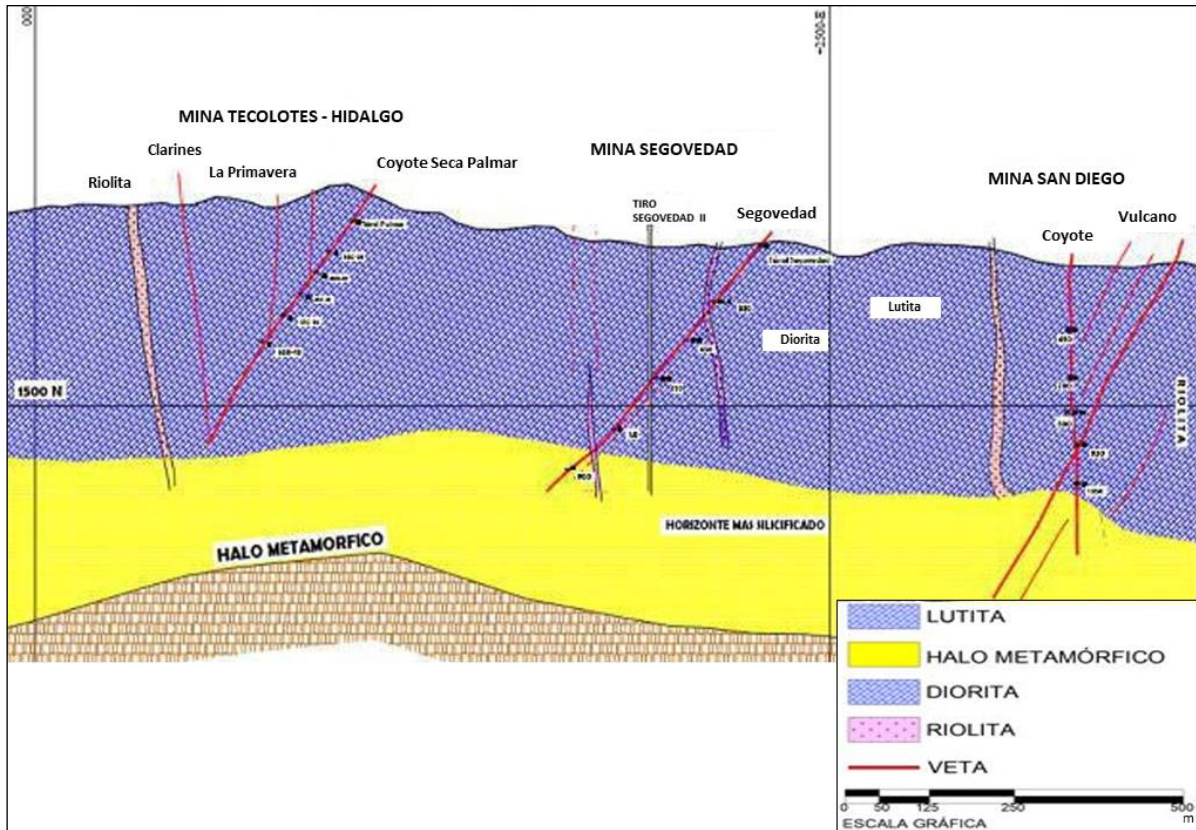 000
-2500-E
MINA TECOLOTES - HIDALGO
Clarines
Riolita
La Primavera
Coyote Seca Palmar
MINA SEGOVEDAD
TIRO
SEGOVEDAD II
Segovedad
MINA SAN DIEGO
Vulcano
Coyote
Lutita
Diorita
1500 N
RIOLITA
HALO METAMORFICO
HORIZONTE MAS SILICIFICADO
LUTITA
HALO METAMÓRFICO
DIORITA
RIOLITA
VETA
0 50 125 250 500
m
ESCALA GRÁFICA